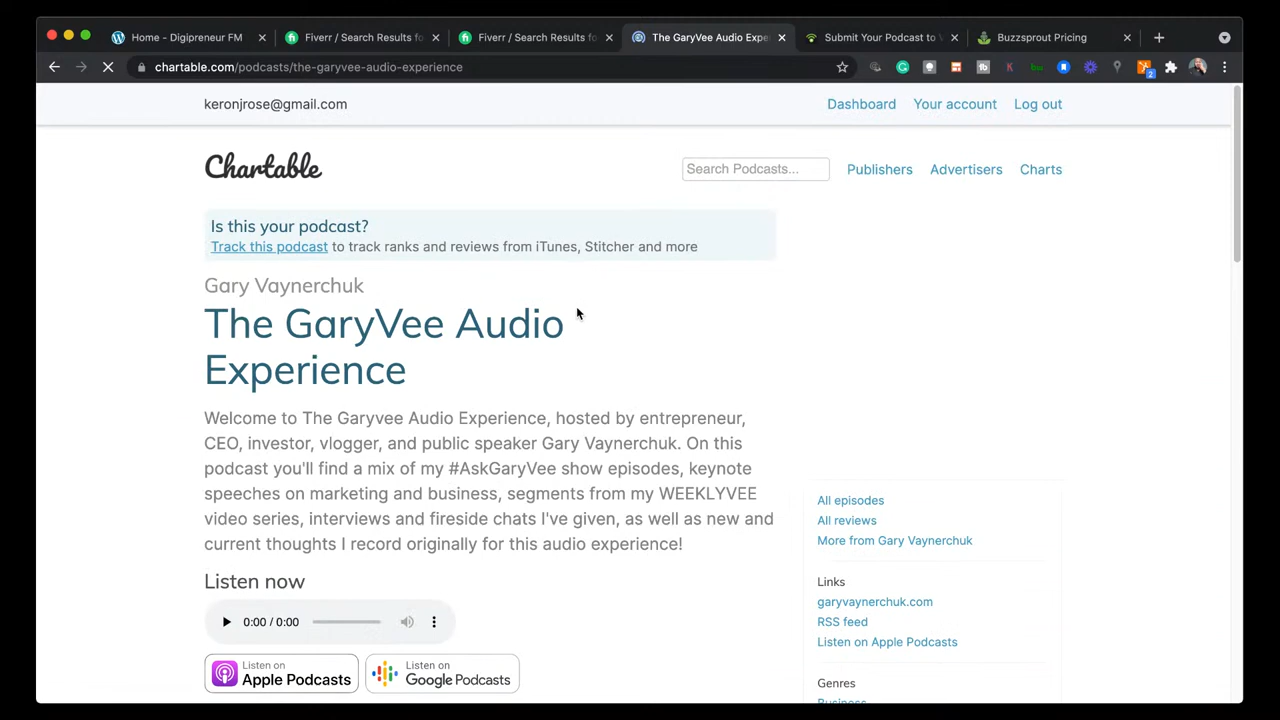 Home - Digipreneur FM
Fiverr / Search Results for
Fiverr / Search Results for
The GaryVee Audio Expe
Submit Your Podcast to
Buzzsprout Pricing
chartable.com/podcasts/the-garyvee-audio-experience
2
keronjrose@gmail.com
Dashboard
Your account
Log out
Chartable
Search Podcasts...
Publishers
Advertisers
Charts
Is this your podcast?
Track this podcast to track ranks and reviews from iTunes, Stitcher and more
Gary Vaynerchuk
The GaryVee Audio
Experience
Welcome to The Garyvee Audio Experience, hosted by entrepreneur,
CEO, investor, vlogger, and public speaker Gary Vaynerchuk. On this
podcast you'll find a mix of my #AskGaryVee show episodes, keynote
speeches on marketing and business, segments from my WEEKLYVEE
video series, interviews and fireside chats I've given, as well as new and
current thoughts I record originally for this audio experience!
Listen now
0:00 / 0:00
Listen on
Apple Podcasts
Listen on
Google Podcasts
All episodes
All reviews
More from Gary Vaynerchuk
Links
garyvaynerchuk.com
RSS feed
Listen on Apple Podcasts
Genres
Business